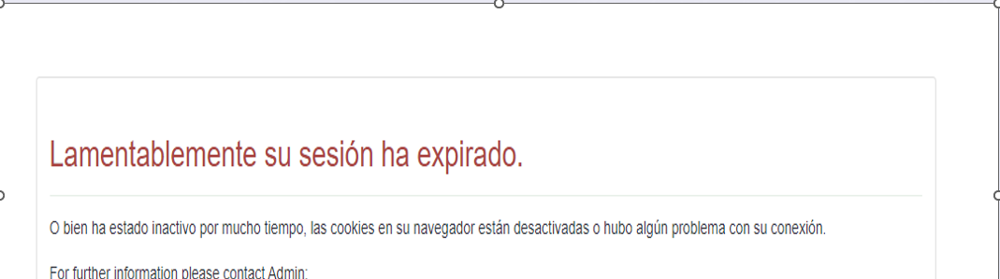 Lamentablemente su sesión ha expirado.
O bien ha estado inactivo por mucho tiempo, las cookies en su navegador están desactivadas o hubo algún problema con su conexión.
For further information please contact Admin: